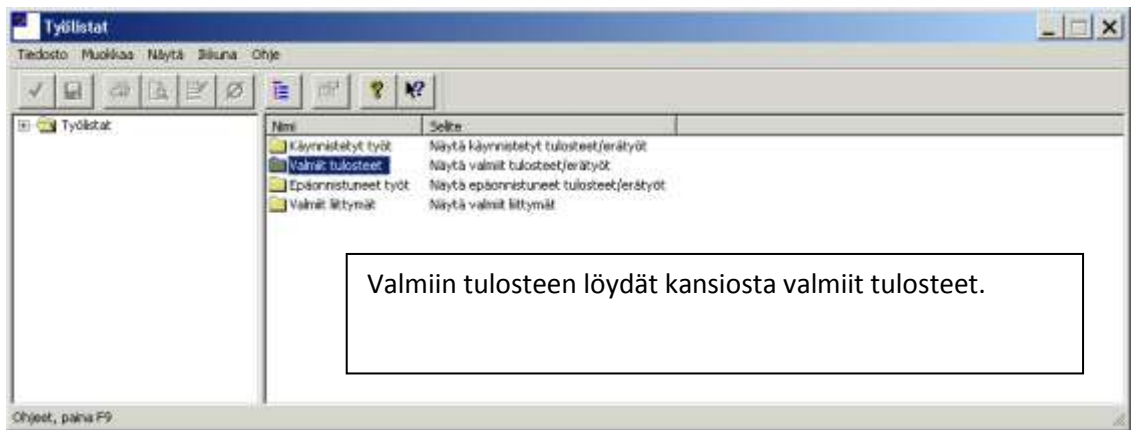 Työlistat
Tiedosto Muokkaa Näytä Ikkuna Ohje
Työlistat
Nimi Selite
Käynnistetyt työt Näytä käynnistetyt tulosteet/erätyöt
Valmiit tulosteet Näytä valmiit tulosteet/erätyöt
Epäonnistuneet työt Näytä epäonnistuneet tulosteet/erätyöt
Valmiit liittymät Näytä valmiit liittymät
Valmiin tulosteen löydät kansiosta valmiit tulosteet.
Ohjeet, paina F9